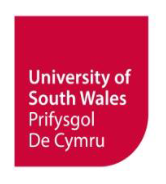 University of
South Wales
Prifysgol
De Cymru